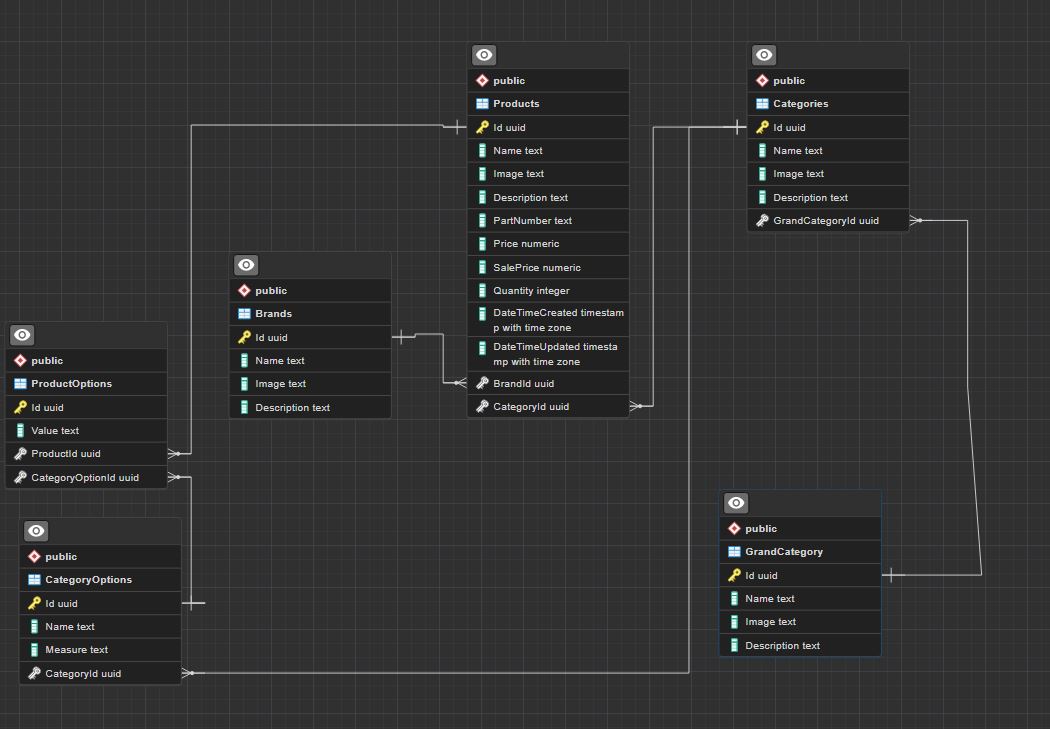 public
Products
Id uuid
Name text
Image text
Description text
PartNumber text
Price numeric
SalePrice numeric
Quantity integer
DateTimeCreated timestam
p with time zone
DateTimeUpdated timesta
mp with time zone
BrandId uuid
CategoryId uuid
public
Categories
Id uuid
Name text
Image text
Description text
GrandCategoryId uuid
public
Brands
Id uuid
Name text
Image text
Description text
public
ProductOptions
Id uuid
Value text
ProductId uuid
CategoryOptionId uuid
public
CategoryOptions
Id uuid
Name text
Measure text
CategoryId uuid
public
GrandCategory
Id uuid
Name text
Image text
Description text